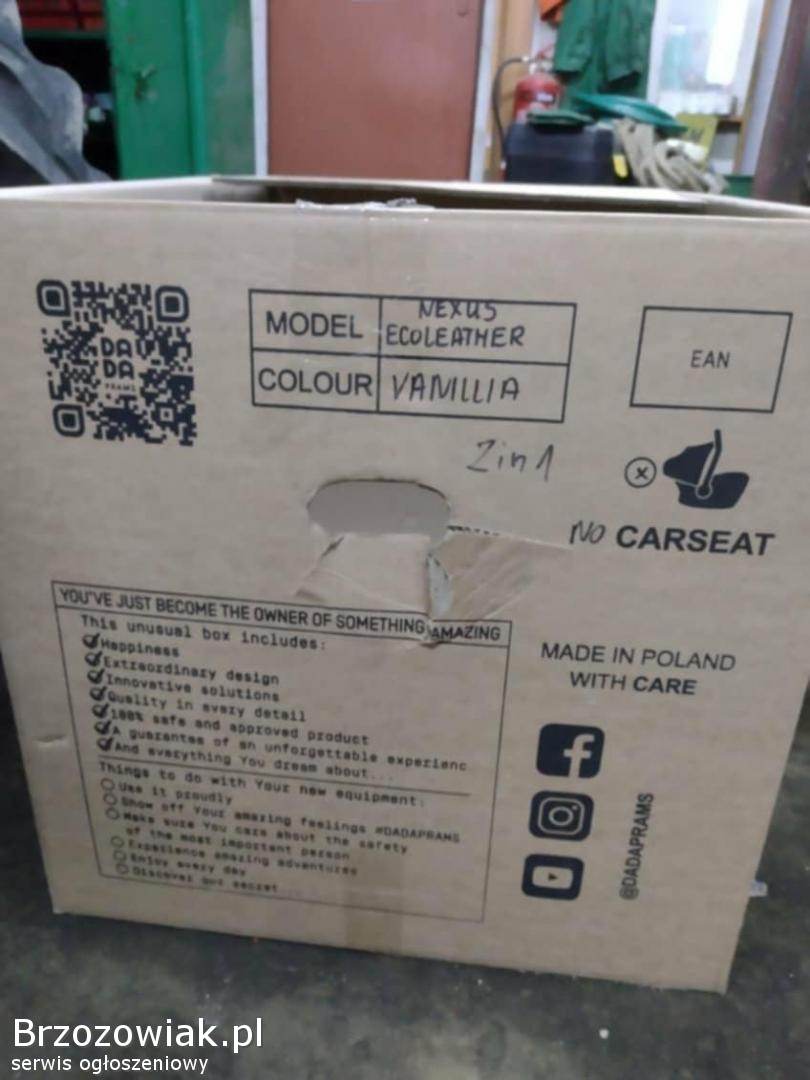 DA
DA
PRAMS
MODEL NEXUS ECOLEATHER
COLOUR VANILLIA
EAN
2in1
NO CARSEAT
YOU'VE JUST BECOME THE OWNER OF SOMETHING AMAZING
This unusual box includes:
Happiness
Extraordinary design
Innovative solutions
Quality in every detail
100% safe and approved product
A guarantee of an unforgettable experienc
And everything You dream about...
Things to do with Your new equipment:
Use it proudly
Show off Your amazing feelings #DADAPRAMS
Make sure You care about the safety
of the most important person
Experience amazing adventures
Enjoy every day
Discover our secret
MADE IN POLAND
WITH CARE
@DADAPRAMS
Brzozowiak.pl
serwis ogłoszeniowy